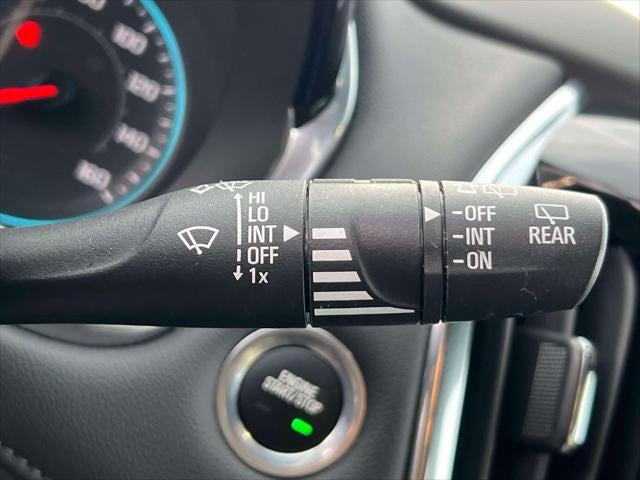 100
120
140
160
HI
LO
INT
OFF
1x
-OFF
-INT
-ON
REAR
ENGINE
START/STOP